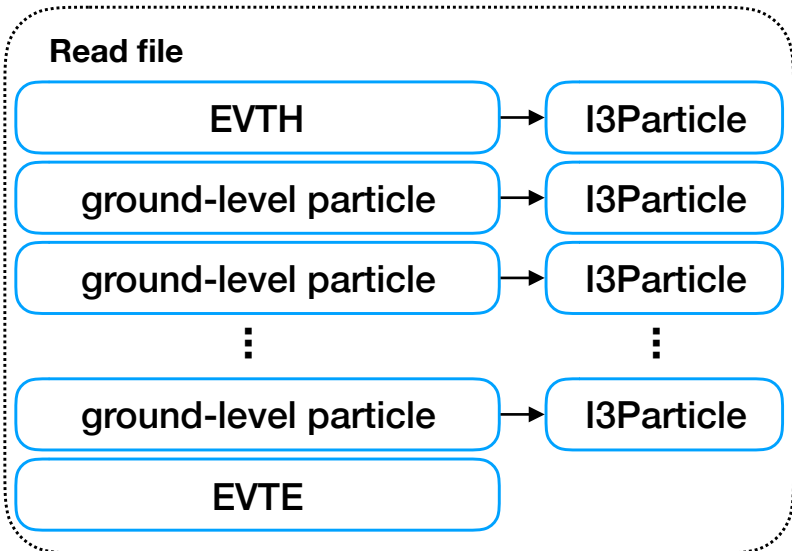 Read file
EVTH I3Particle
ground-level particle I3Particle
ground-level particle I3Particle
⋮ ⋮
ground-level particle I3Particle
EVTE